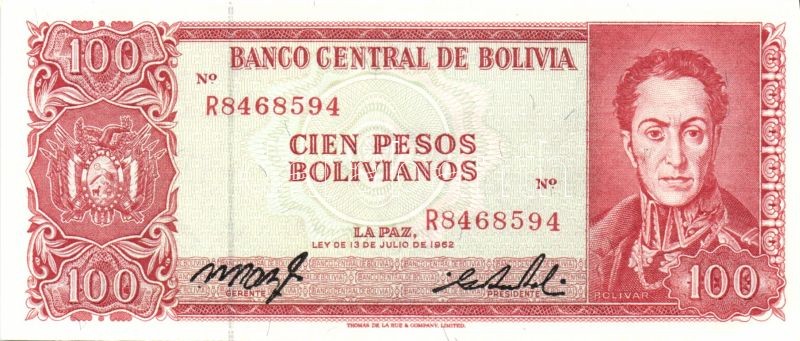 100
BANCO CENTRAL DE BOLIVIA
Nº
R8468594
CIEN PESOS
BOLIVIANOS
Nº
R8468594
LA PAZ,
LEY DE 13 DE JULIO DE 1962
100
GERENTE
PRESIDENTE
BOLIVAR
100
THOMAS DE LA RUE & COMPANY, LIMITED.